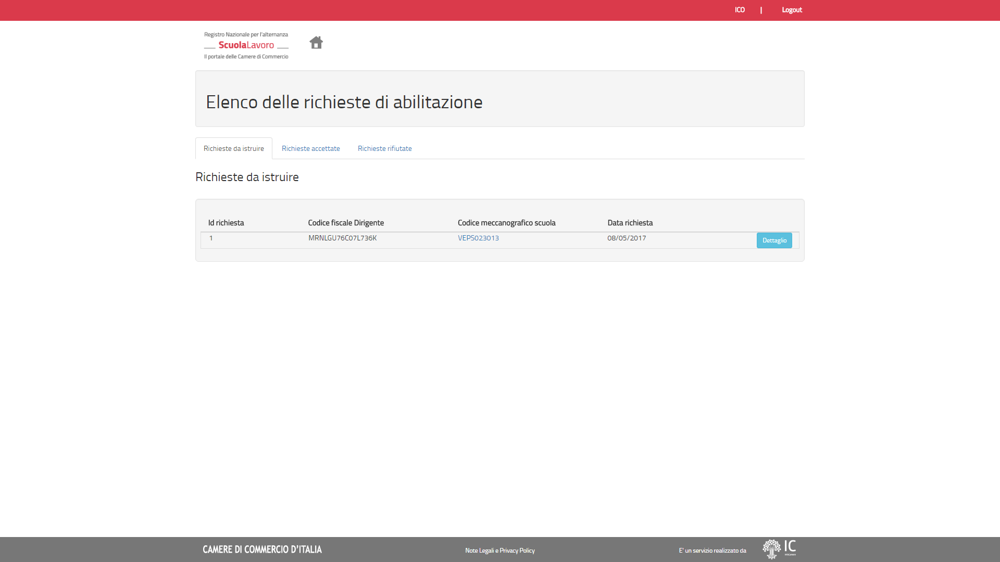 ICO | Logout
Registro Nazionale per l'alternanza
ScuolaLavoro
Il portale delle Camere di Commercio
Elenco delle richieste di abilitazione
Richieste da istruire Richieste accettate Richieste rifiutate
Richieste da istruire
Id richiesta Codice fiscale Dirigente Codice meccanografico scuola Data richiesta
1 MRNLGU76C07L736K VEPS023013 08/05/2017 Dettaglio
CAMERE DI COMMERCIO D'ITALIA Note Legali e Privacy Policy E' un servizio realizzato da IC
InfoCamere